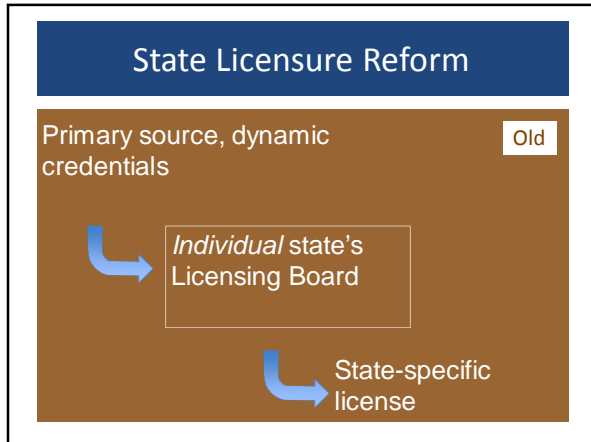 State Licensure Reform
Primary source, dynamic
credentials
Old
Individual state's
Licensing Board
State-specific
license